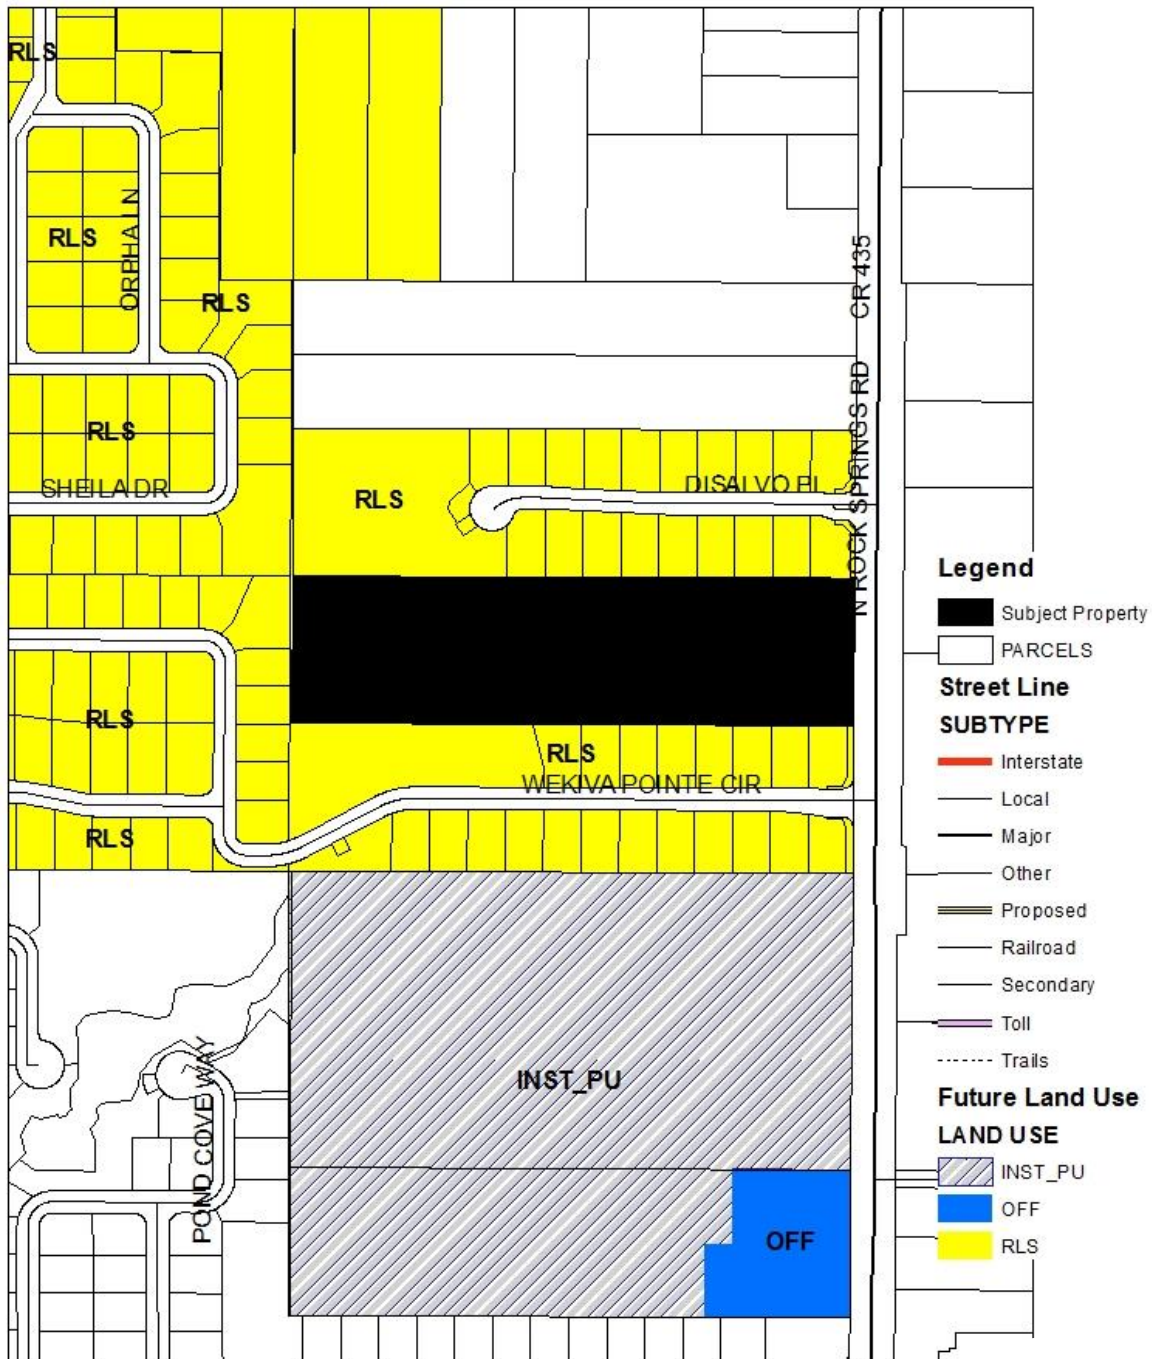 RLS
RLS
ORPHA LN
RLS
CR 435
RLS
SHEILA DR
RLS
DISALVO PL
N ROCK SPRINGS RD
RLS
RLS
WEKIVA POINTE CIR
RLS
INST_PU
POND COVE WAY
OFF
Legend
Subject Property
PARCELS
Street Line
SUBTYPE
Interstate
Local
Major
Other
Proposed
Railroad
Secondary
Toll
Trails
Future Land Use
LAND USE
INST_PU
OFF
RLS